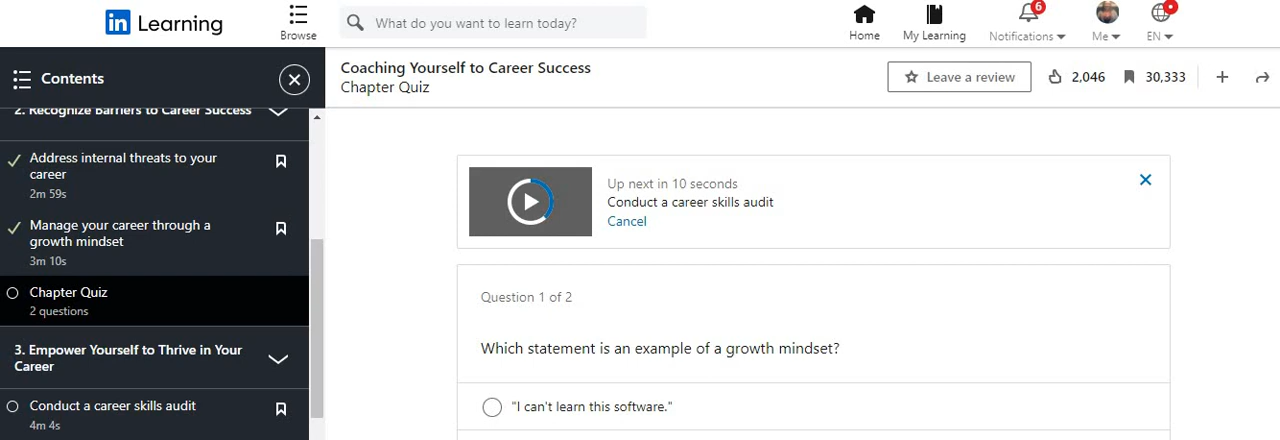 in Learning
Browse
What do you want to learn today?
Home
My Learning
6
Notifications
Me
EN
Contents
Coaching Yourself to Career Success
Chapter Quiz
Leave a review
2,046
30,333
2. Recognize Barriers to Career Success
Address internal threats to your
career
2m 59s
Manage your career through a
growth mindset
3m 10s
Chapter Quiz
2 questions
3. Empower Yourself to Thrive in Your
Career
Conduct a career skills audit
4m 4s
Up next in 10 seconds
Conduct a career skills audit
Cancel
Question 1 of 2
Which statement is an example of a growth mindset?
"I can't learn this software."